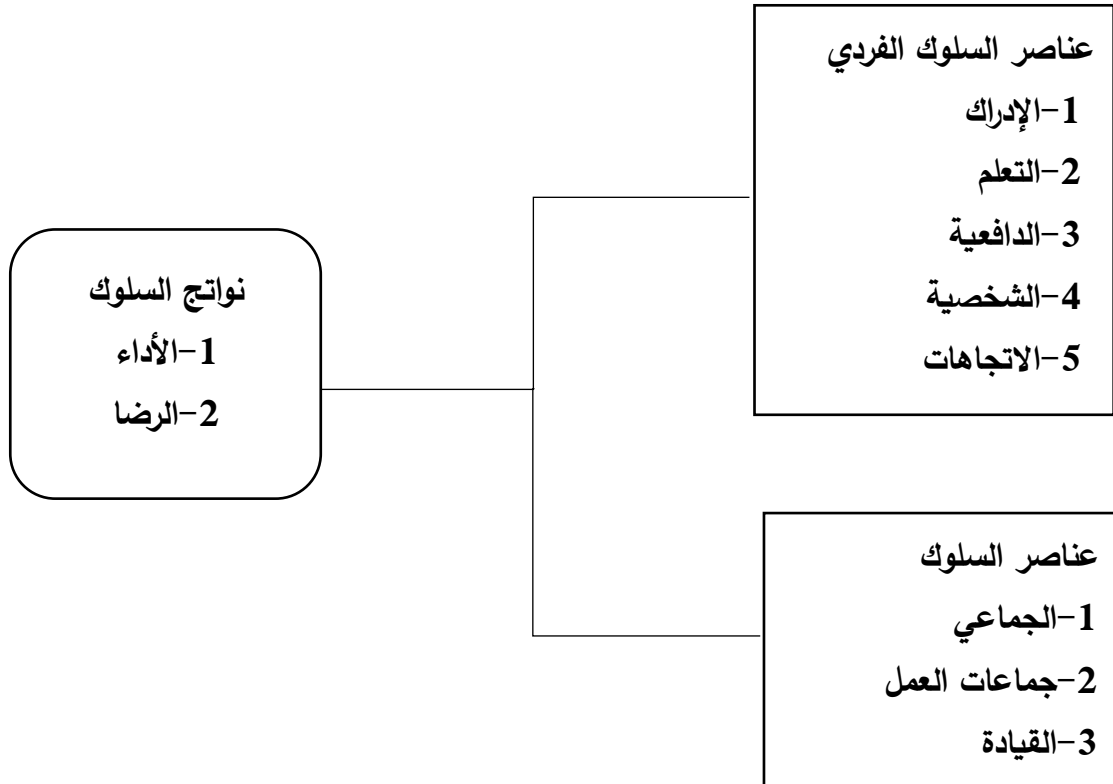 عناصر السلوك الفردي
1-الإدراك
2-التعلم
3-الدافعية
4-الشخصية
5-الاتجاهات
نواتج السلوك
1-الأداء
2-الرضا
عناصر السلوك
1-الجماعي
2-جماعات العمل
3-القيادة